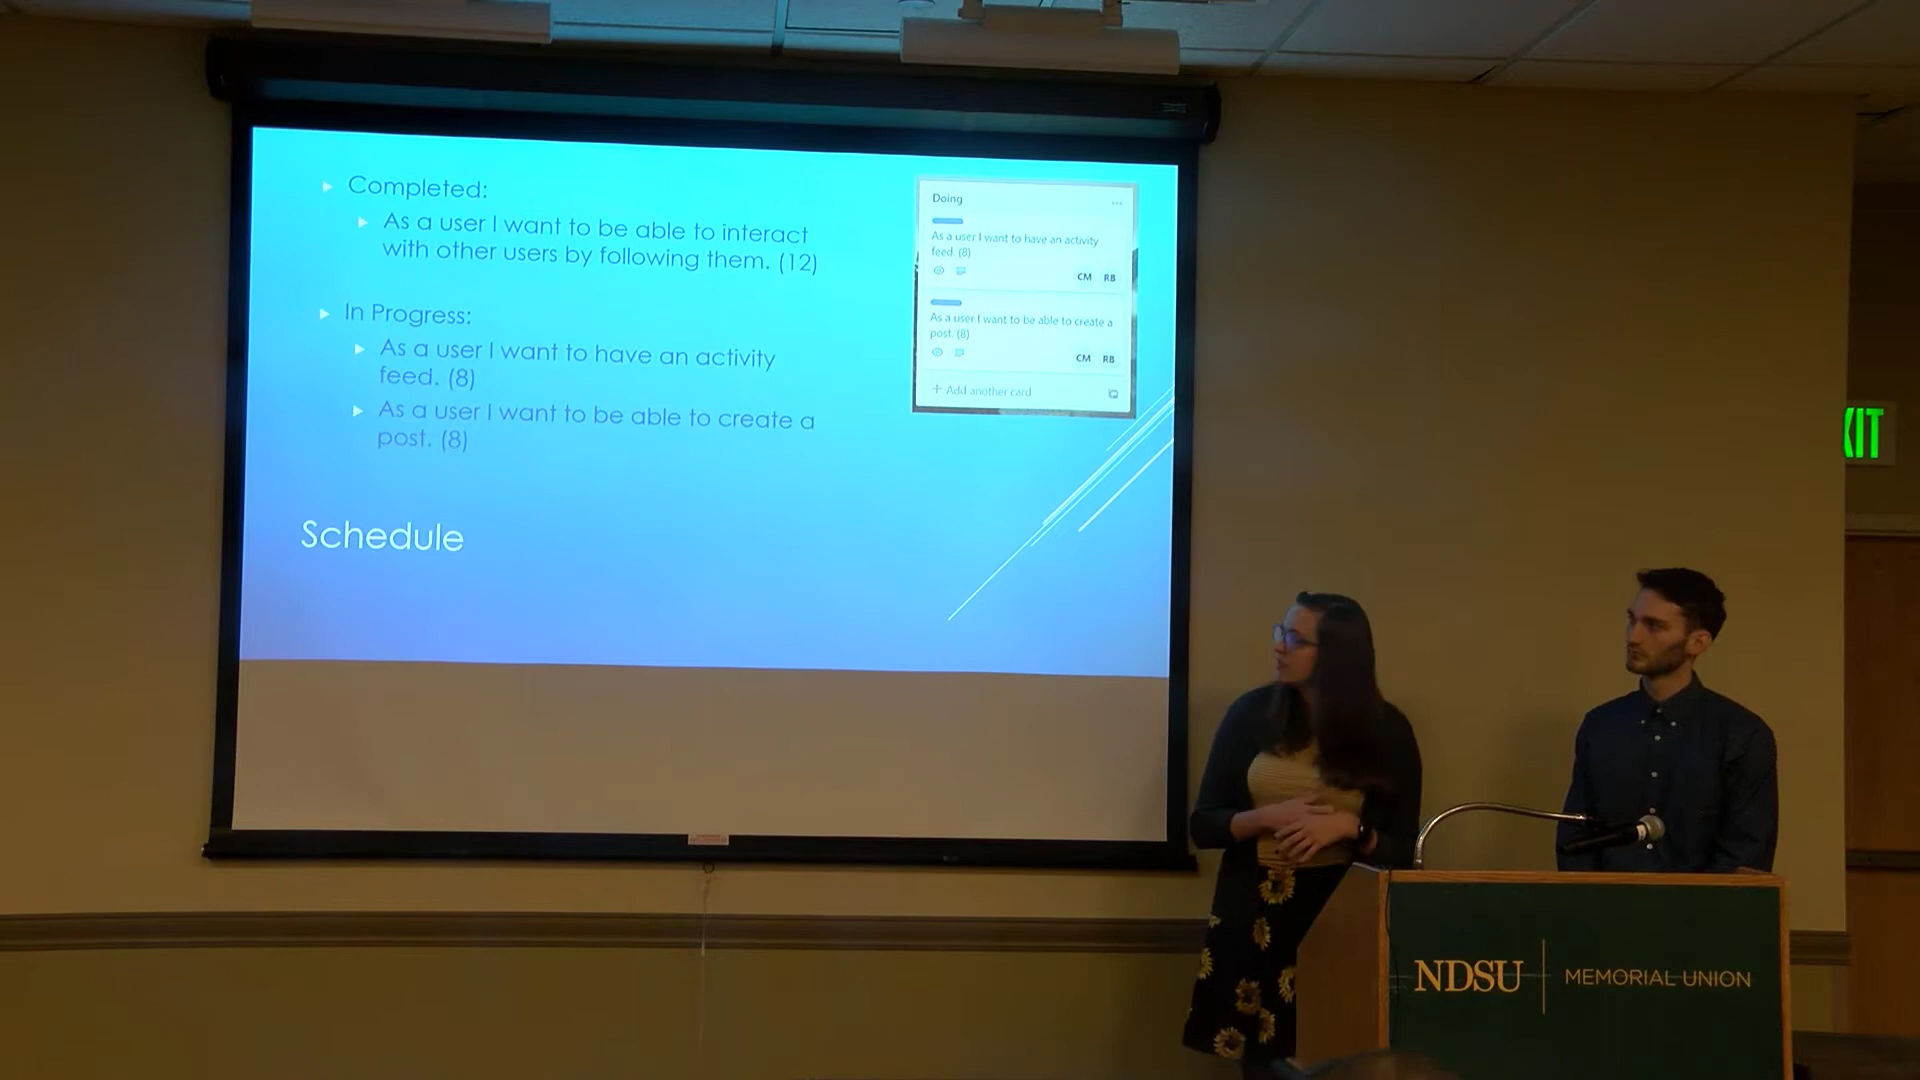 Completed:
As a user I want to be able to interact
with other users by following them. (12)
In Progress:
As a user I want to have an activity
feed. (8)
As a user I want to be able to create a
post. (8)
Schedule
Doing
...
As a user I want to have an activity
feed. (8)
CM RB
As a user I want to be able to create a
post. (8)
CM RB
+ Add another card
XIT
NDSU | MEMORIAL UNION